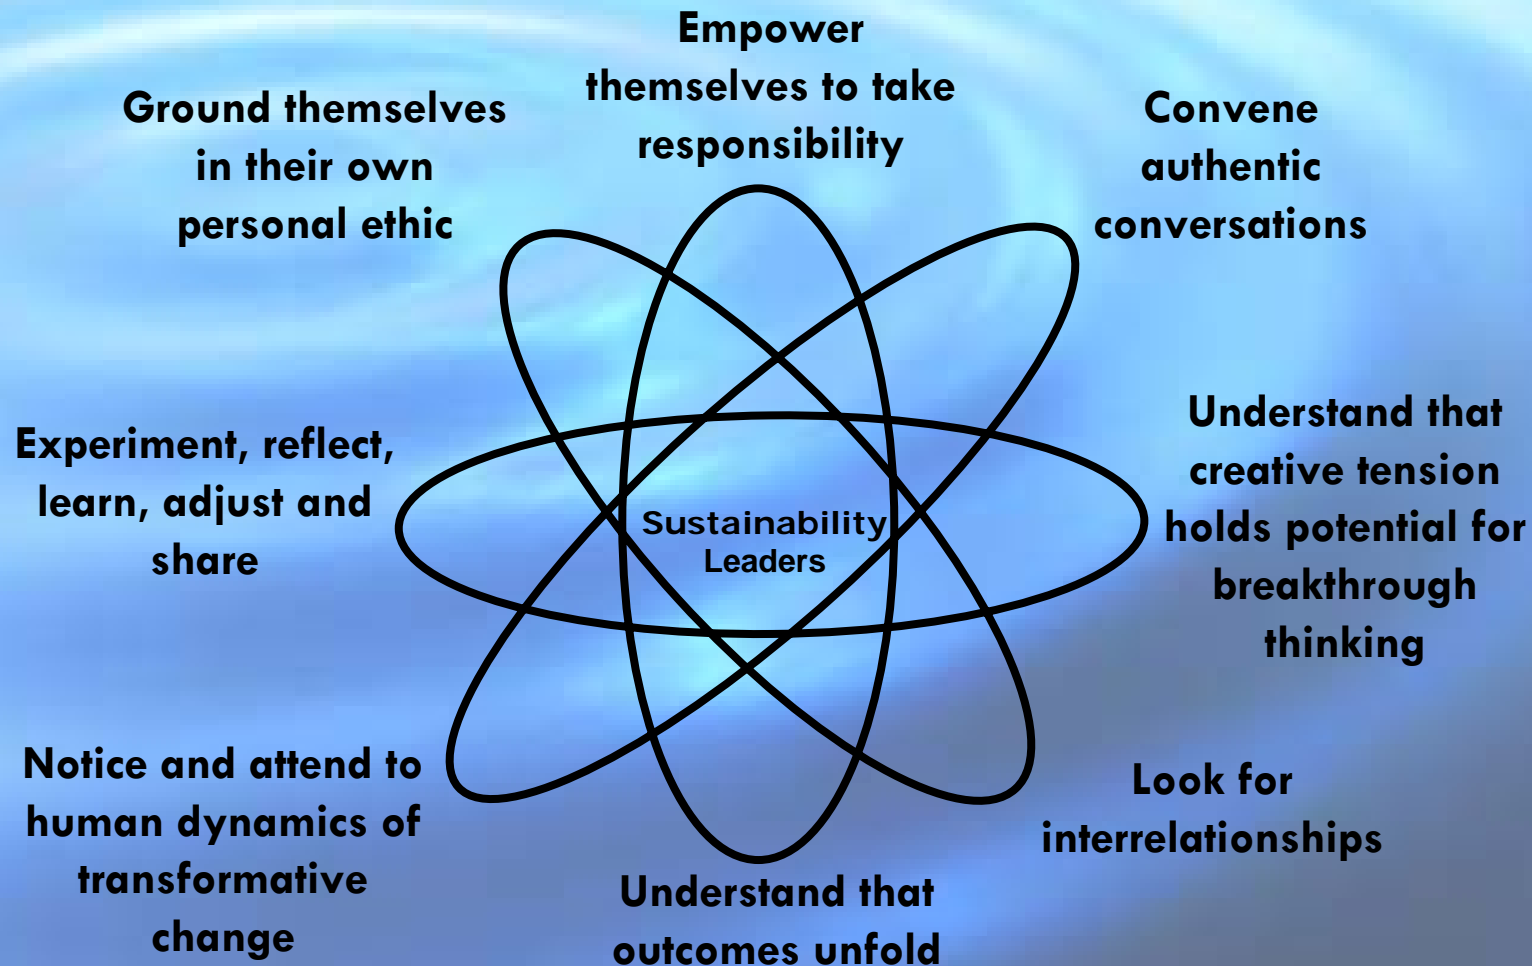 Empower
themselves to take
responsibility
Convene
authentic
conversations
Understand that
creative tension
holds potential for
breakthrough
thinking
Look for
interrelationships
Understand that
outcomes unfold
Notice and attend to
human dynamics of
transformative
change
Experiment, reflect,
learn, adjust and
share
Ground themselves
in their own
personal ethic
Sustainability
Leaders